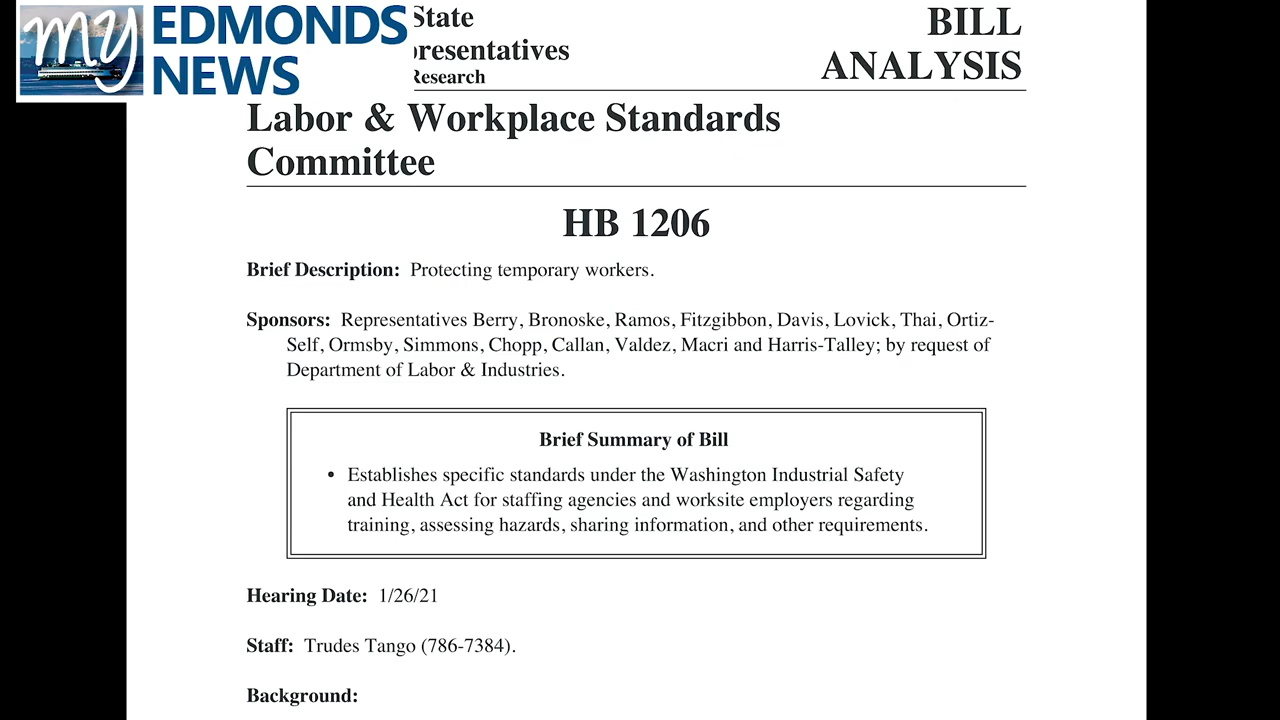 my EDMONDS
NEWS
State
presentatives
Research
BILL
ANALYSIS
Labor & Workplace Standards
Committee
HB 1206
Brief Description: Protecting temporary workers.
Sponsors: Representatives Berry, Bronoske, Ramos, Fitzgibbon, Davis, Lovick, Thai, Ortiz-
Self, Ormsby, Simmons, Chopp, Callan, Valdez, Macri and Harris-Talley; by request of
Department of Labor & Industries.
Brief Summary of Bill
• Establishes specific standards under the Washington Industrial Safety
and Health Act for staffing agencies and worksite employers regarding
training, assessing hazards, sharing information, and other requirements.
Hearing Date: 1/26/21
Staff: Trudes Tango (786-7384).
Background: